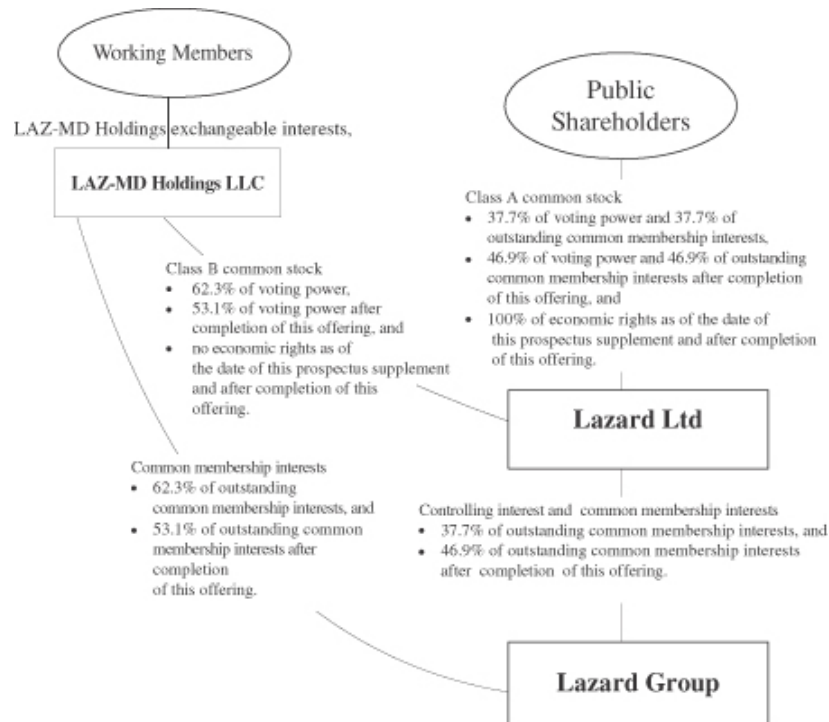 Working Members
LAZ-MD Holdings exchangeable interests,
LAZ-MD Holdings LLC
Public
Shareholders
Class A common stock
• 37.7% of voting power and 37.7% of
outstanding common membership interests,
• 46.9% of voting power and 46.9% of outstanding
common membership interests after completion
of this offering, and
• 100% of economic rights as of the date of
this prospectus supplement and after completion
of this offering.
Class B common stock
• 62.3% of voting power,
• 53.1% of voting power after
completion of this offering, and
• no economic rights as of
the date of this prospectus supplement
and after completion of this
offering.
Lazard Ltd
Common membership interests
• 62.3% of outstanding
common membership interests, and
• 53.1% of outstanding common
membership interests after
completion
of this offering.
Controlling interest and common membership interests
• 37.7% of outstanding common membership interests, and
• 46.9% of outstanding common membership interests
after completion of this offering.
Lazard Group